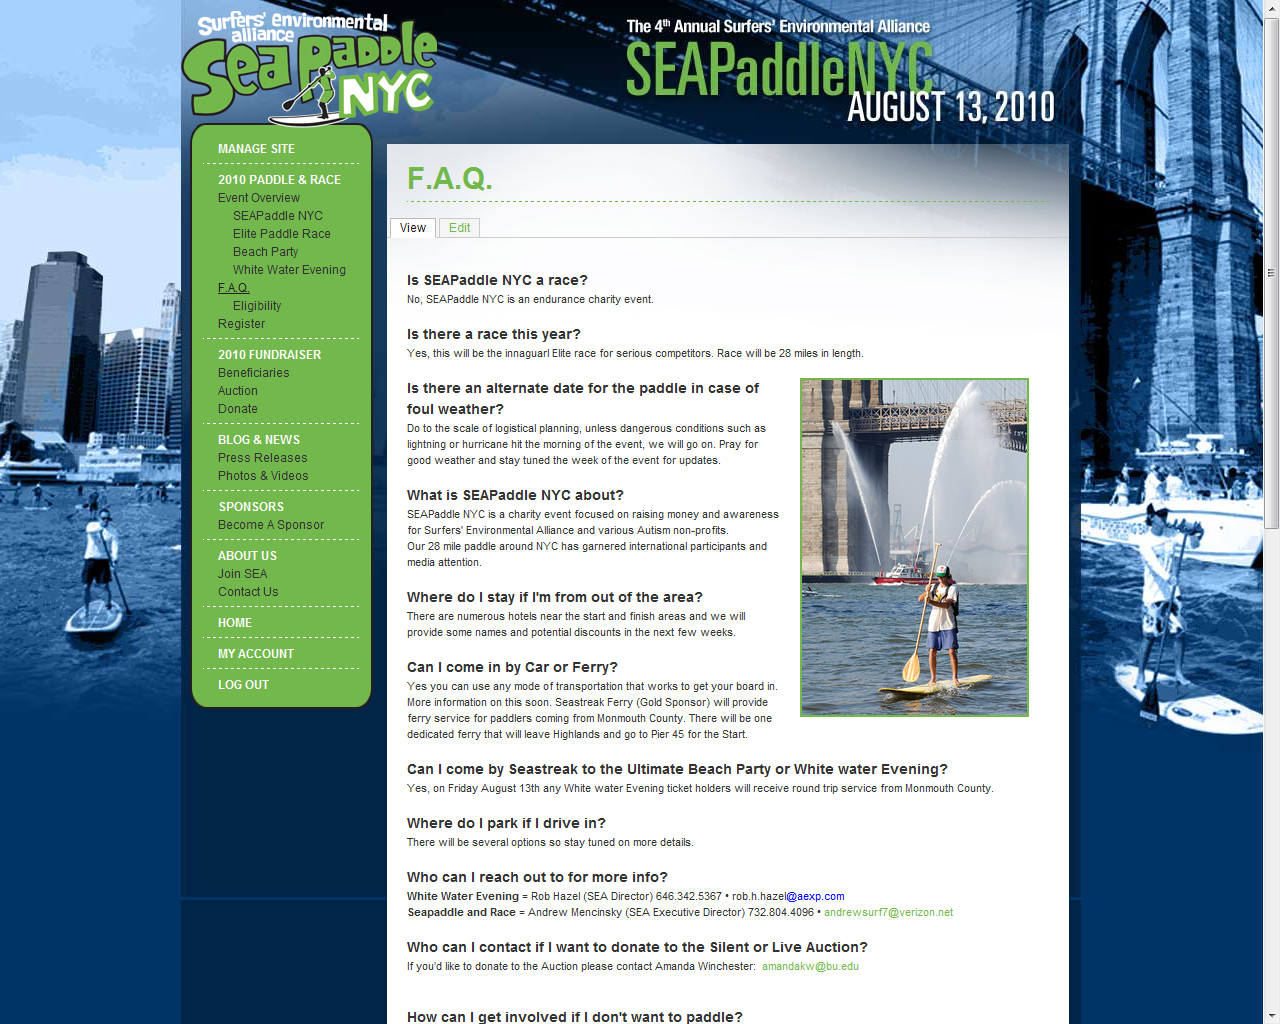 Surfers' environmental
alliance
Sea Paddle
NYC
The 4th Annual Surfers' Environmental Alliance
SEAPaddleNYC
AUGUST 13, 2010
MANAGE SITE
2010 PADDLE & RACE
Event Overview
SEAPaddle NYC
Elite Paddle Race
Beach Party
White Water Evening
F.A.Q.
Eligibility
Register
2010 FUNDRAISER
Beneficiaries
Auction
Donate
BLOG & NEWS
Press Releases
Photos & Videos
SPONSORS
Become A Sponsor
ABOUT US
Join SEA
Contact Us
HOME
MY ACCOUNT
LOG OUT
F.A.Q.
View
Edit
Is SEAPaddle NYC a race?
No, SEAPaddle NYC is an endurance charity event.
Is there a race this year?
Yes, this will be the innaguarl Elite race for serious competitors. Race will be 28 miles in length.
Is there an alternate date for the paddle in case of
foul weather?
Do to the scale of logistical planning, unless dangerous conditions such as
lightning or hurricane hit the morning of the event, we will go on. Pray for
good weather and stay tuned the week of the event for updates.
What is SEAPaddle NYC about?
SEAPaddle NYC is a charity event focused on raising money and awareness
for Surfers' Environmental Alliance and various Autism non-profits.
Our 28 mile paddle around NYC has garnered international participants and
media attention.
Where do I stay if I'm from out of the area?
There are numerous hotels near the start and finish areas and we will
provide some names and potential discounts in the next few weeks.
Can I come in by Car or Ferry?
Yes you can use any mode of transportation that works to get your board in.
More information on this soon. Seastreak Ferry (Gold Sponsor) will provide
ferry service for paddlers coming from Monmouth County. There will be one
dedicated ferry that will leave Highlands and go to Pier 45 for the Start.
Can I come by Seastreak to the Ultimate Beach Party or White water Evening?
Yes, on Friday August 13th any White water Evening ticket holders will receive round trip service from Monmouth County.
Where do I park if I drive in?
There will be several options so stay tuned on more details.
Who can I reach out to for more info?
White Water Evening = Rob Hazel (SEA Director) 646.342.5367 • rob.h.hazel@aexp.com
Seapaddle and Race = Andrew Mencinsky (SEA Executive Director) 732.804.4096 • andrewsurf7@verizon.net
Who can I contact if I want to donate to the Silent or Live Auction?
If you'd like to donate to the Auction please contact Amanda Winchester: amandakw@bu.edu
How can I get involved if I don't want to paddle?